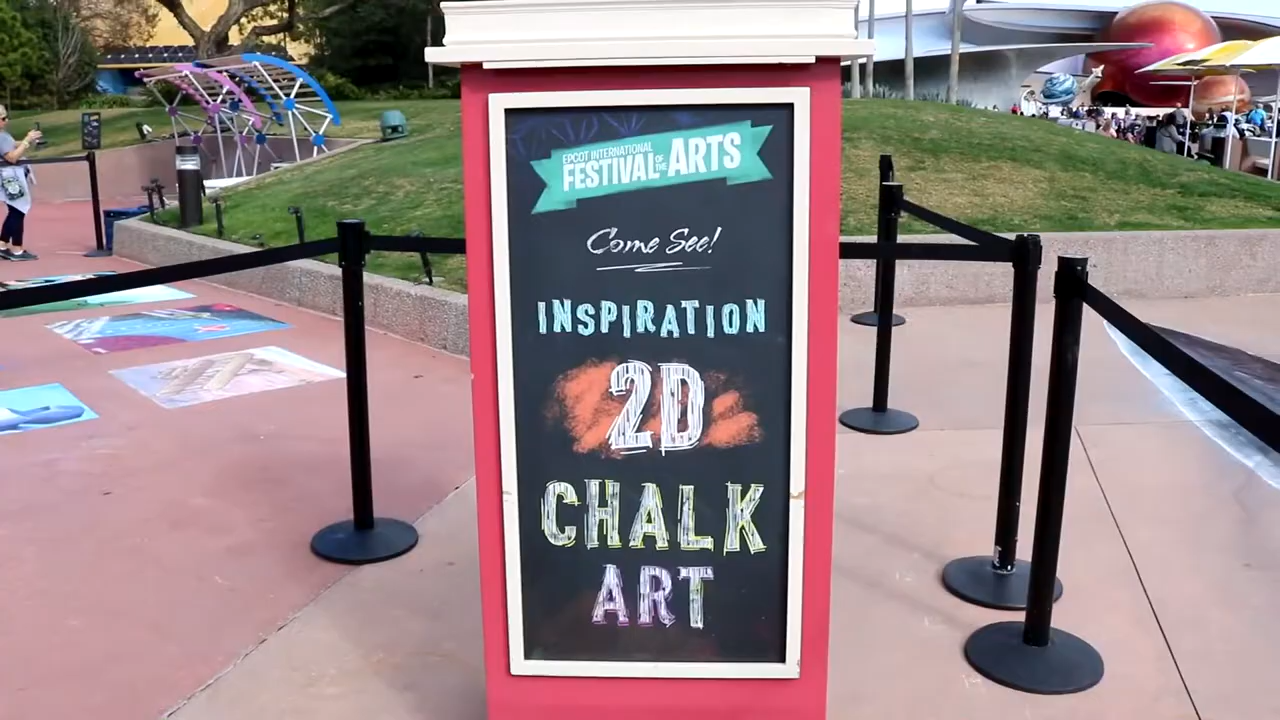 EPCOT INTERNATIONAL
FESTIVAL OF THE ARTS
Come See!
INSPIRATION
2D
CHALK
ART